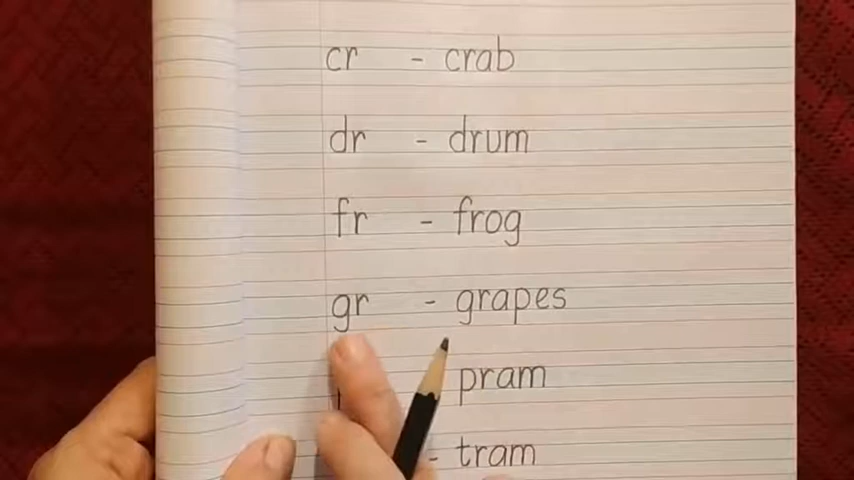 cr - crab
dr - drum
fr - frog
gr - grapes
pram
- tram